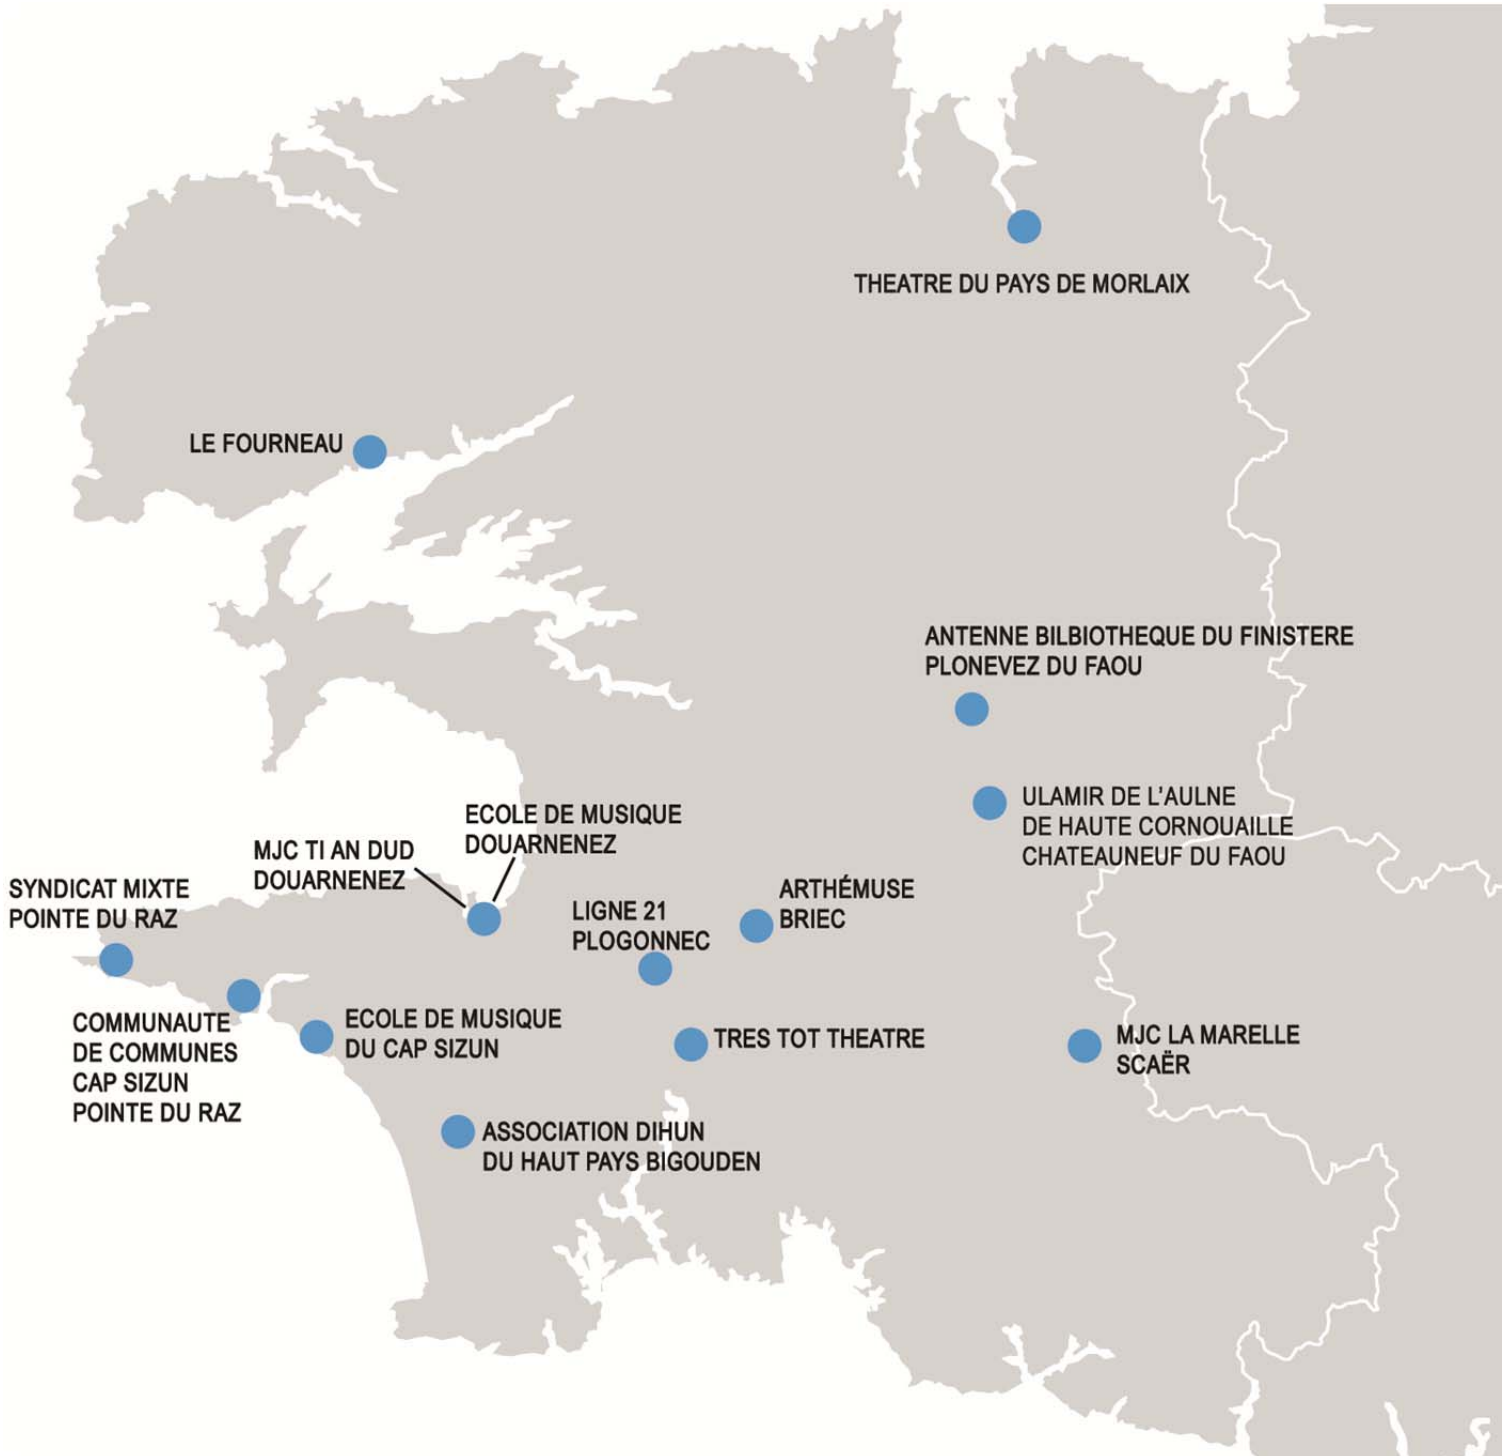 THEATRE DU PAYS DE MORLAIX
LE FOURNEAU
ANTENNE BILBIOTHEQUE DU FINISTERE
PLONEVEZ DU FAOU
ULAMIR DE L'AULNE
DE HAUTE CORNOUAILLE
CHATEAUNEUF DU FAOU
ECOLE DE MUSIQUE
DOUARNENEZ
MJC TI AN DUD
DOUARNENEZ
SYNDICAT MIXTE
POINTE DU RAZ
LIGNE 21
PLOGONNEC
ARTHÉMUSE
BRIEC
COMMUNAUTE
DE COMMUNES
CAP SIZUN
POINTE DU RAZ
ECOLE DE MUSIQUE
DU CAP SIZUN
TRES TOT THEATRE
MJC LA MARELLE
SCAËR
ASSOCIATION DIHUN
DU HAUT PAYS BIGOUDEN